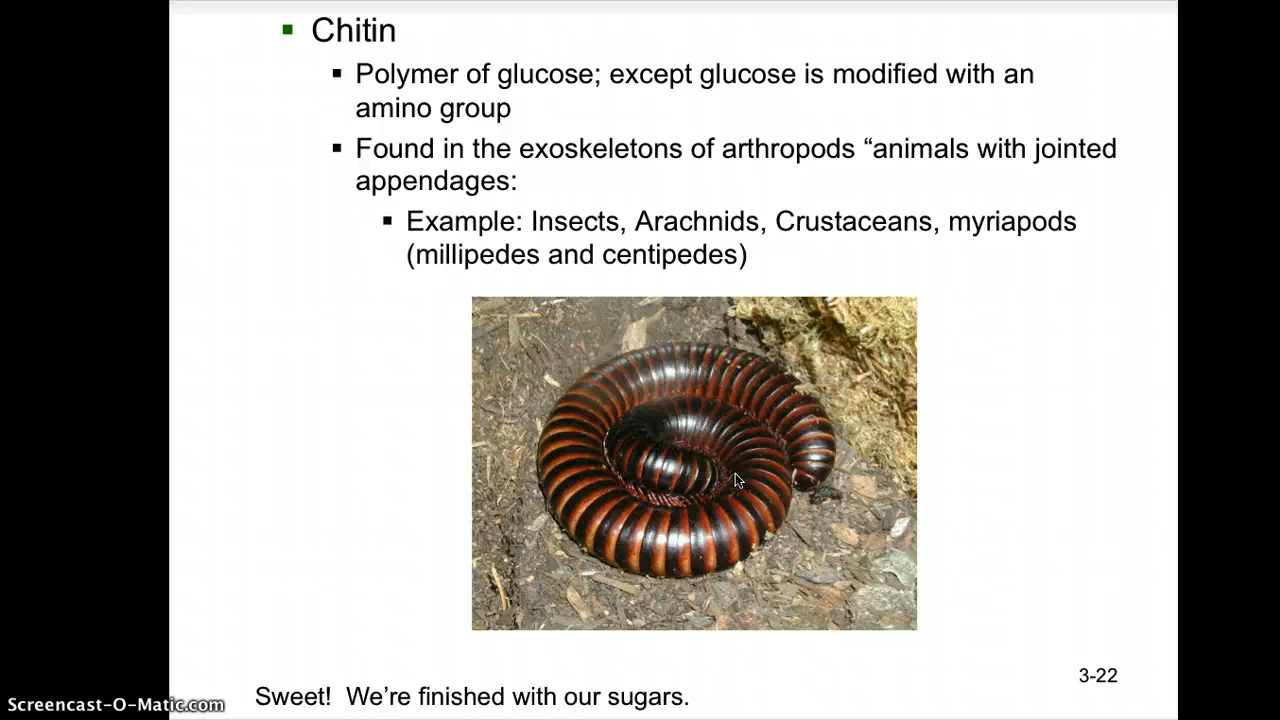 Chitin
Polymer of glucose; except glucose is modified with an
amino group
Found in the exoskeletons of arthropods “animals with jointed
appendages:
Example: Insects, Arachnids, Crustaceans, myriapods
(millipedes and centipedes)
3-22
Sweet! We’re finished with our sugars.
Screencast-O-Matic.com